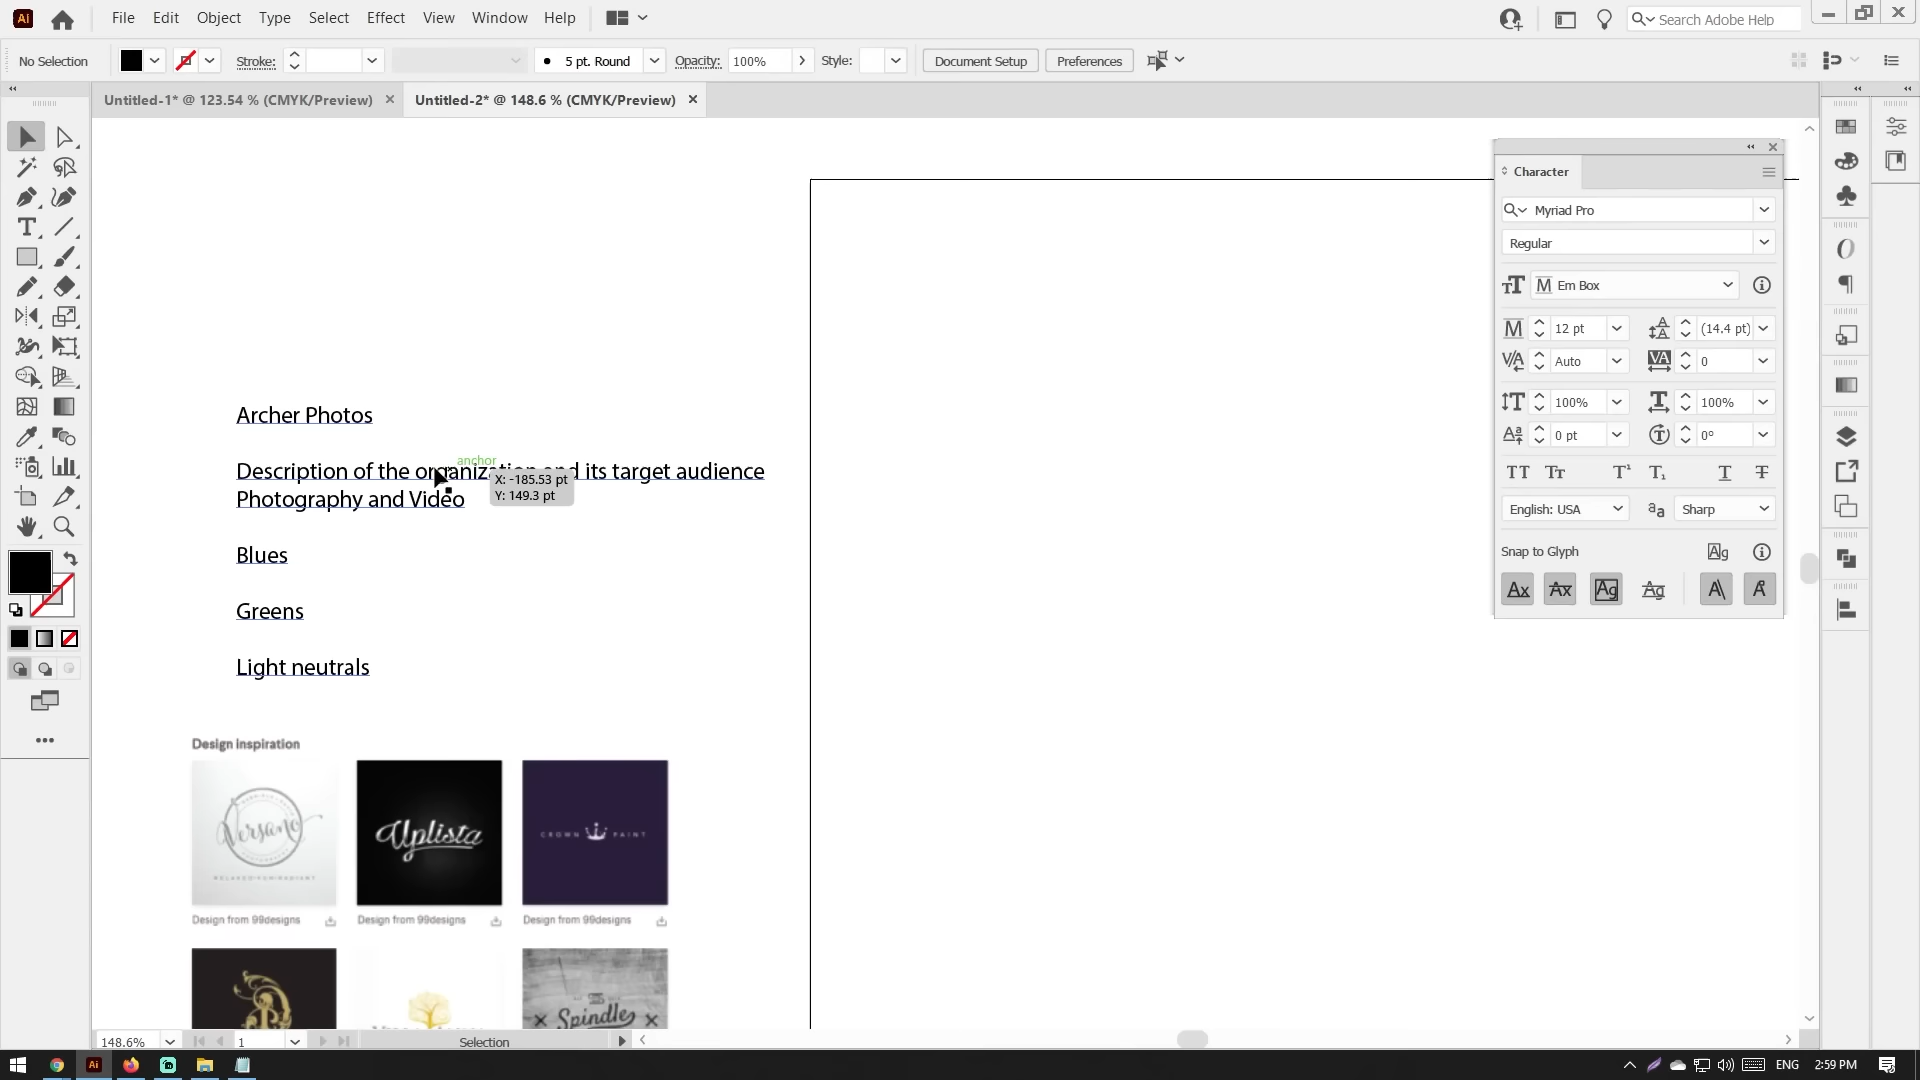 Ai File Edit Object Type Select Effect View Window Help Search Adobe Help
No Selection Stroke: 5 pt. Round Opacity: 100% Style: Document Setup Preferences
Untitled-1* @ 123.54 % (CMYK/Preview) Untitled-2* @ 148.6 % (CMYK/Preview)
Character
Myriad Pro
Regular
Em Box
12 pt (14.4 pt)
Auto 0
100% 100%
0 pt 0°
English: USA Sharp
Snap to Glyph
Archer Photos
anchor
Description of the organization and its target audience
X: -185.53 pt
Y: 149.3 pt
Photography and Video
Blues
Greens
Light neutrals
Design inspiration
Versano
Uplista
CROWN PAINT
Design from 99designs Design from 99designs Design from 99designs
Spindle
148.6% 1 Selection
ENG 2:59 PM